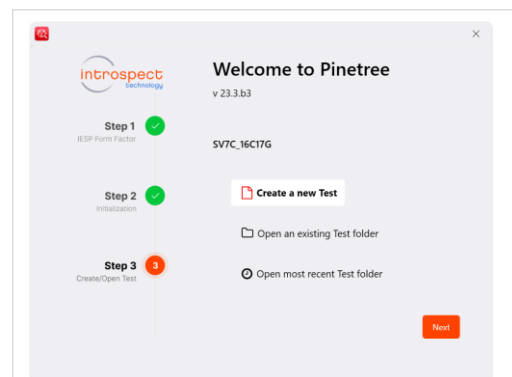 introspect
technology
Welcome to Pinetree
v 23.3.b3
Step 1
IESP Form Factor
SV7C_16C17G
Step 2
Initialization
Create a new Test
Open an existing Test folder
Step 3
3
Create/Open Test
Open most recent Test folder
Next